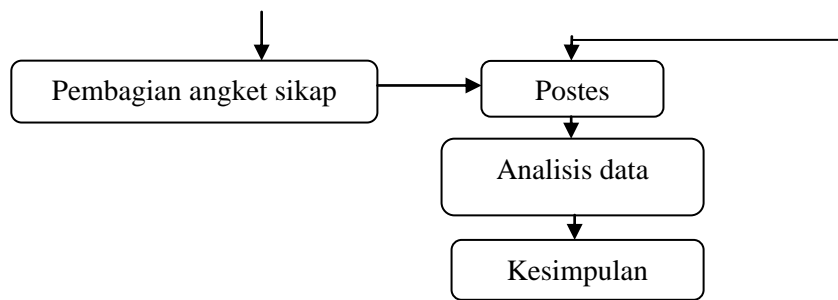 Pembagian angket sikap
Postes
Analisis data
Kesimpulan